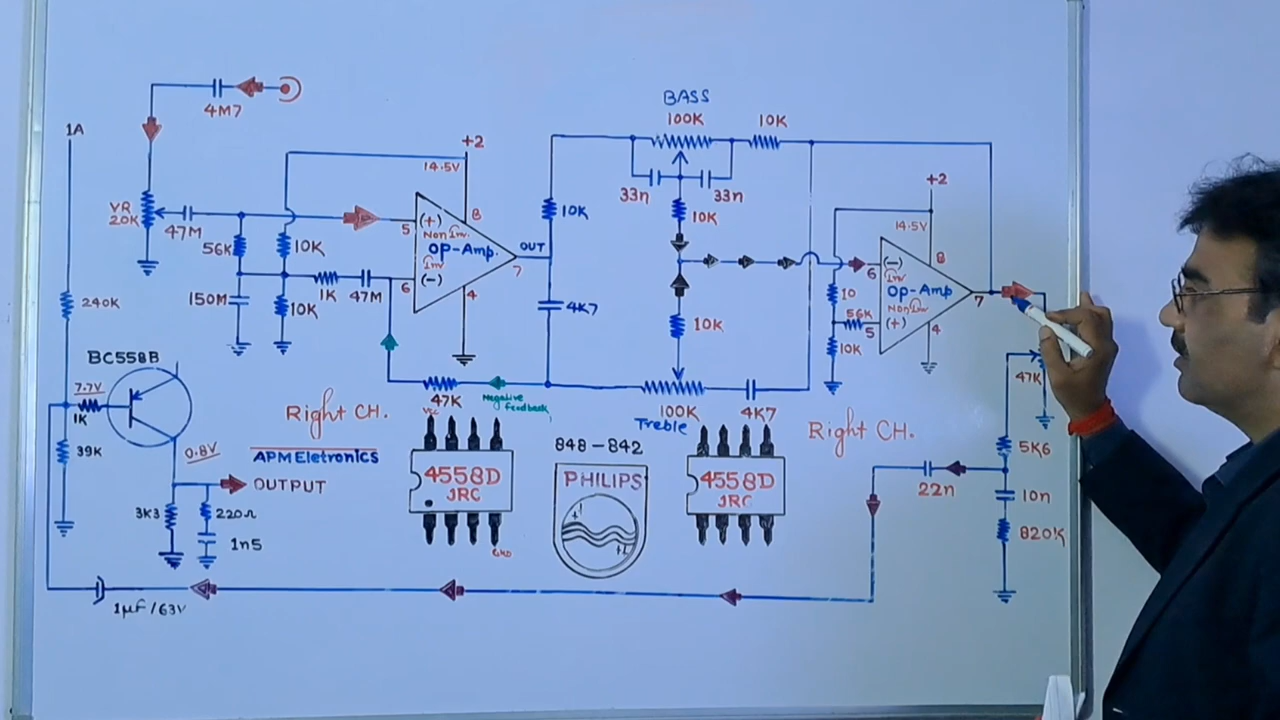 BASS
100K
10K
4M7
1A
+2
14.5V
VR
20K
47M
56K
10K
5
(+)
Non Inv.
OP-Amp.
Inv
(-)
6
8
7
4
OUT
10K
33n
33n
10K
+2
14.5V
8
6
(-)
Inv
OP-Amp
Non Inv
(+)
5
7
4
10
56K
10K
150M
10K
1K
47M
240K
4K7
10K
BC558B
7.7V
1K
39K
0.8V
Right CH.
APM Eletronics
OUTPUT
3K3
220Ω
1n5
1µF/63V
47K
Negative
feedback
Vcc
100K
Treble
4K7
Right CH.
4558D
JRC
GND
848-842
PHILIPS
+!
+L
4558D
JRC
47K
5K6
22n
10n
820K